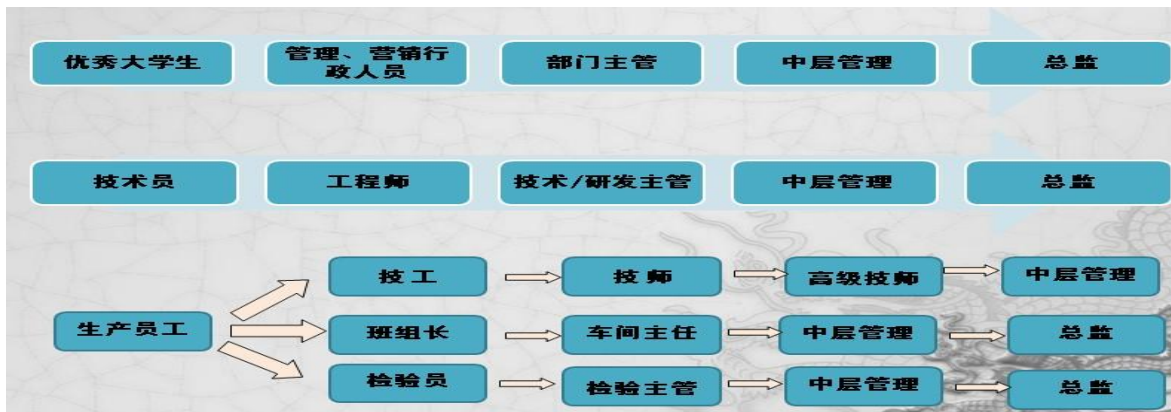 优秀大学生
管理、营销行
政人员
部门主管
中层管理
总监
技术员
工程师
技术/研发主管
中层管理
总监
技工
技师
高级技师
中层管理
生产员工
班组长
车间主任
中层管理
总监
检验员
检验主管
中层管理
总监